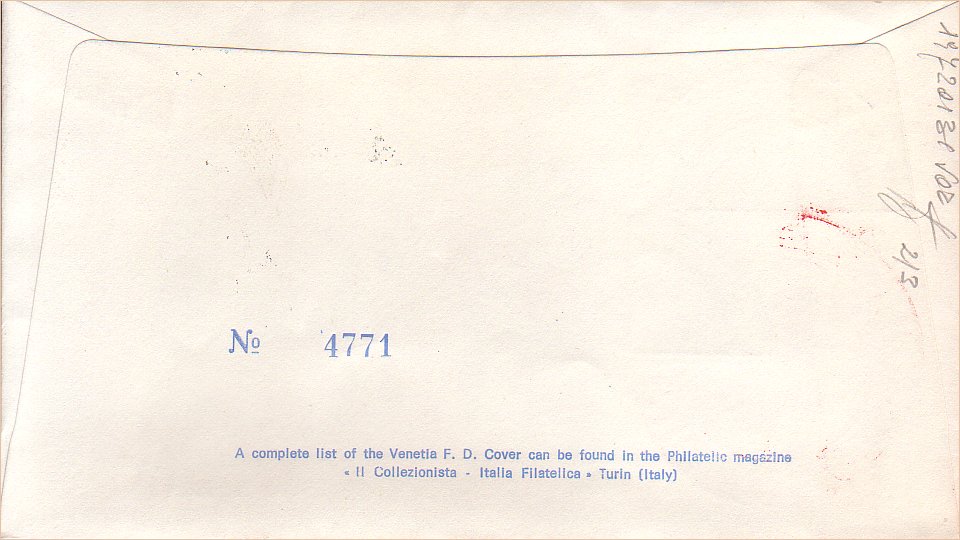 Nº 4771
A complete list of the Venetia F. D. Cover can be found in the Philatelic magazine
« Il Collezionista - Italia Filatelica » Turin (Italy)
213